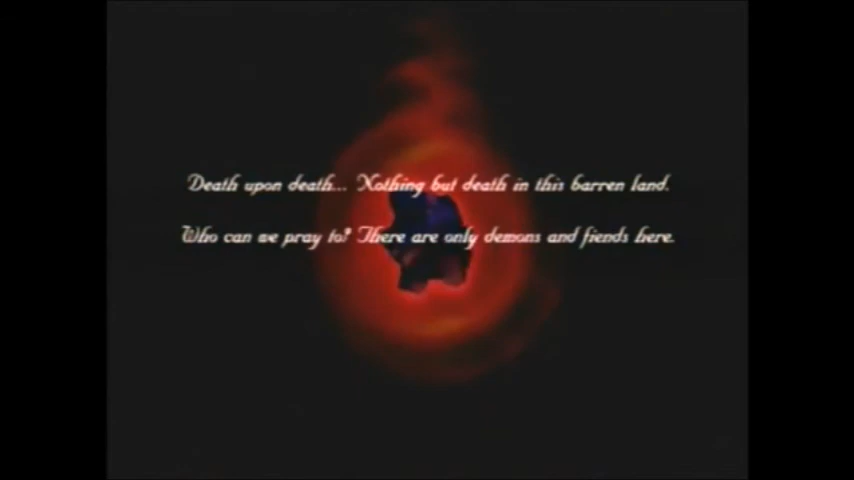 Death upon death... Nothing but death in this barren land.
Who can we pray to? There are only demons and fiends here.